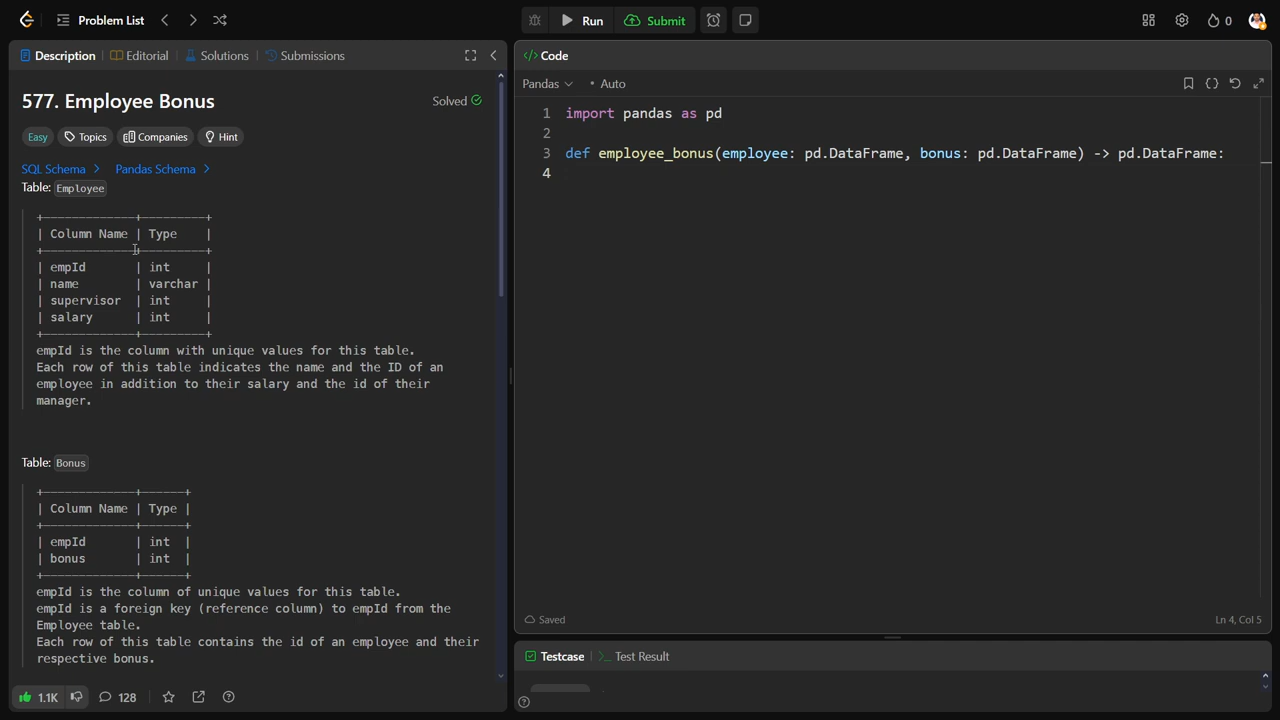 Problem List
Run
Submit
0
Description
Editorial
Solutions
Submissions
577. Employee Bonus
Solved
Easy
Topics
Companies
Hint
SQL Schema
Pandas Schema
Table: Employee
+-------------+---------+
| Column Name | Type    |
+-------------+---------+
| empId       | int     |
| name        | varchar |
| supervisor  | int     |
| salary      | int     |
+-------------+---------+
empId is the column with unique values for this table.
Each row of this table indicates the name and the ID of an
employee in addition to their salary and the id of their
manager.
Table: Bonus
+-------------+------+
| Column Name | Type |
+-------------+------+
| empId       | int  |
| bonus       | int  |
+-------------+------+
empId is the column of unique values for this table.
empId is a foreign key (reference column) to empId from the
Employee table.
Each row of this table contains the id of an employee and their
respective bonus.
1.1K
128
</> Code
Pandas
• Auto
1 import pandas as pd
2
3 def employee_bonus(employee: pd.DataFrame, bonus: pd.DataFrame) -> pd.DataFrame:
4
Saved
Ln 4, Col 5
Testcase
>_ Test Result